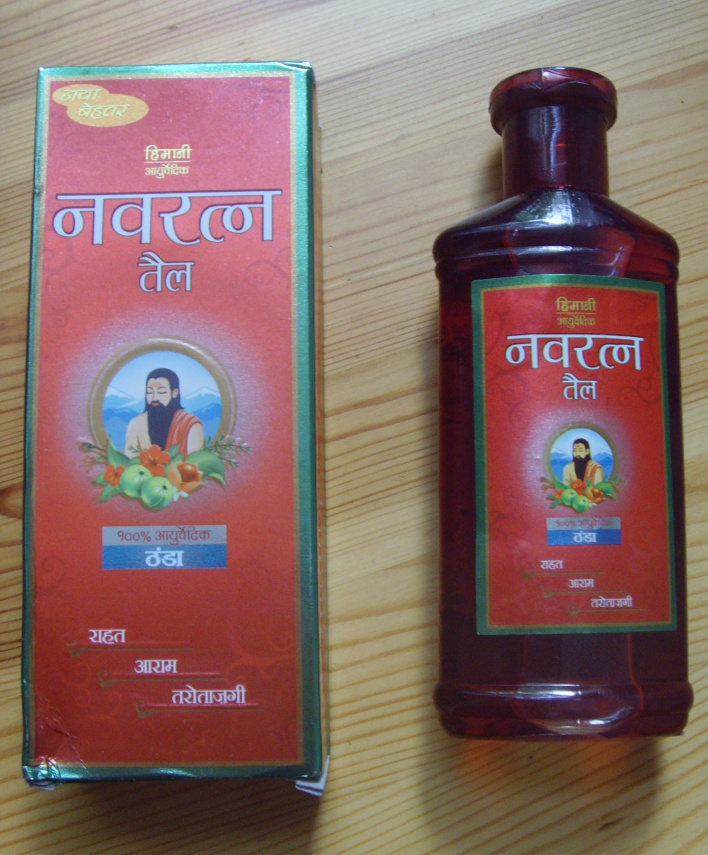 नया
बेहतर
हिमानी
आयुर्वेदिक
नवरत्न
तैल
१००% आयुर्वेदिक
ठंडा
राहत
आराम
तरोताज़गी
हिमानी
आयुर्वेदिक
नवरत्न
तैल
१००% आयुर्वेदिक
ठंडा
राहत
आराम
तरोताज़गी